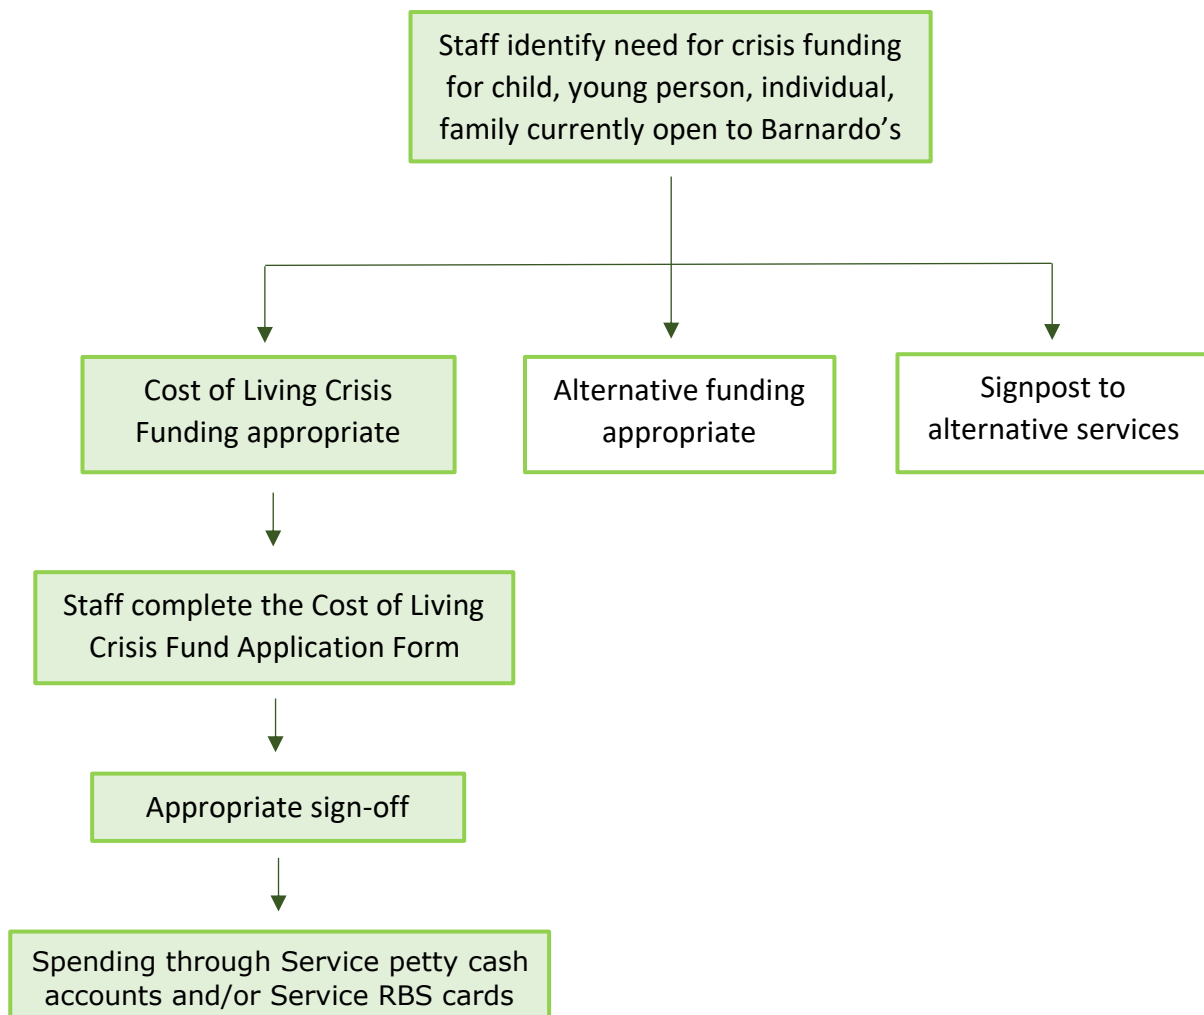 Staff identify need for crisis funding
for child, young person, individual,
family currently open to Barnardo’s
Cost of Living Crisis
Funding appropriate
Alternative funding
appropriate
Signpost to
alternative services
Staff complete the Cost of Living
Crisis Fund Application Form
Appropriate sign-off
Spending through Service petty cash
accounts and/or Service RBS cards